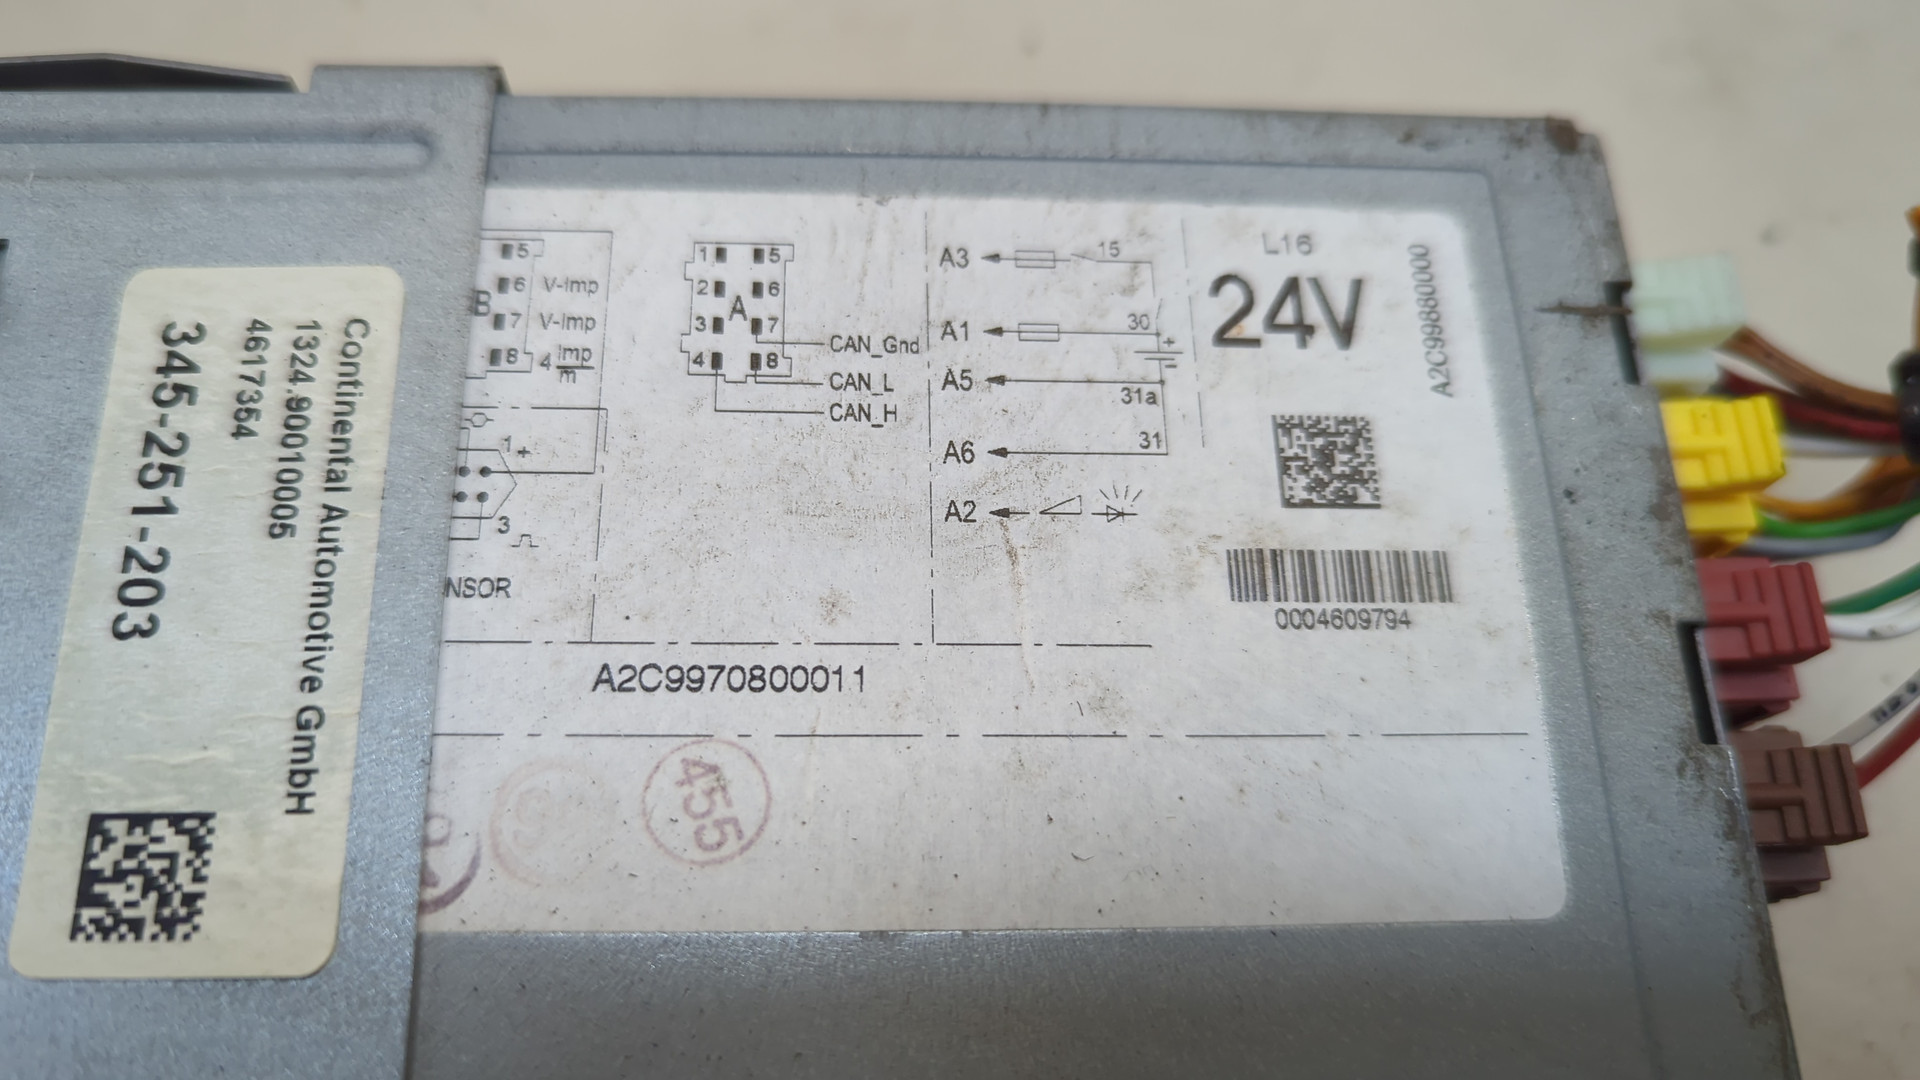 Continental Automotive GmbH
1324.90010005
4617354
345-251-203
5
6 V-Imp
B
7 V-Imp
8 4 Imp
m
1 +
3
NSOR
1 5
2 6
A
3 7
4 8
CAN_Gnd
CAN_L
CAN_H
A3 15
A1 30
+
-
A5
31a
A6 31
A2
L16
24V
A2C99880000
0004609794
A2C9970800011
455